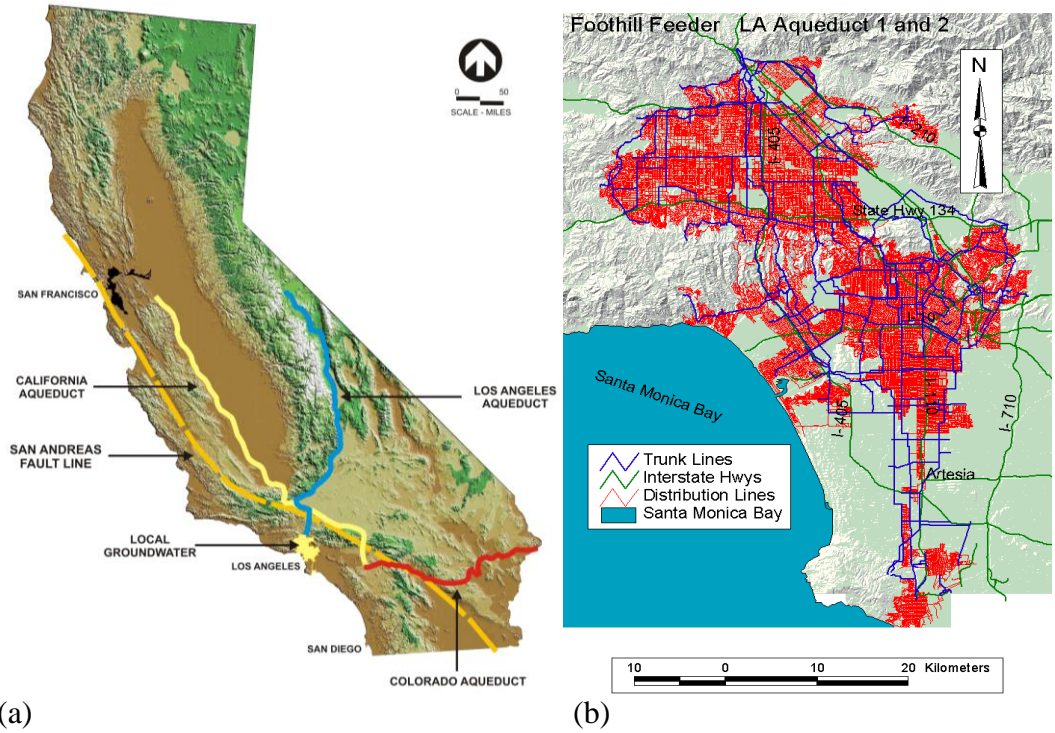 0 50
SCALE - MILES
SAN FRANCISCO
CALIFORNIA
AQUEDUCT
LOS ANGELES
AQUEDUCT
SAN ANDREAS
FAULT LINE
LOCAL
GROUNDWATER
LOS ANGELES
SAN DIEGO
COLORADO AQUEDUCT
(a)
Foothill Feeder LA Aqueduct 1 and 2
N
I- 405
I- 210
State Hwy 134
I- 10
Santa Monica Bay
I- 405
I- 110
I- 710
Trunk Lines
Interstate Hwys
Distribution Lines
Santa Monica Bay
Artesia
10 0 10 20 Kilometers
(b)